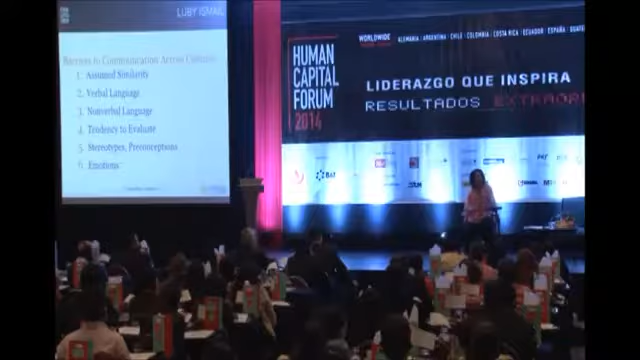 LUBY ISMAIL
Barriers to Communication Across Cultures
1. Assumed Similarity
2. Verbal Language
3. Nonverbal Language
4. Tendency to Evaluate
5. Stereotypes, Preconceptions
6. Emotions
HUMAN
CAPITAL
FORUM
2014
WORLDWIDE
ALEMANIA · ARGENTINA · CHILE · COLOMBIA · COSTA RICA · ECUADOR · ESPAÑA
LIDERAZGO QUE INSPIRA
RESULTADOS EXTRAOR